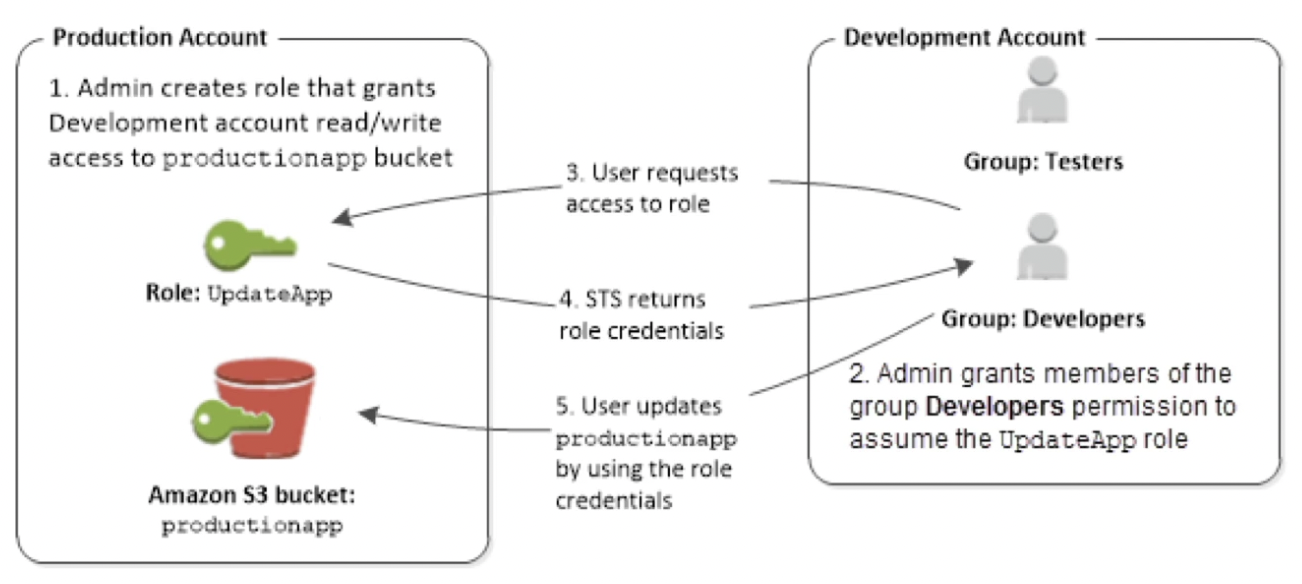 Production Account
1. Admin creates role that grants
Development account read/write
access to productionapp bucket
Role: UpdateApp
Amazon S3 bucket:
productionapp
3. User requests
access to role
4. STS returns
role credentials
5. User updates
productionapp
by using the role
credentials
Development Account
Group: Testers
Group: Developers
2. Admin grants members of the
group Developers permission to
assume the UpdateApp role